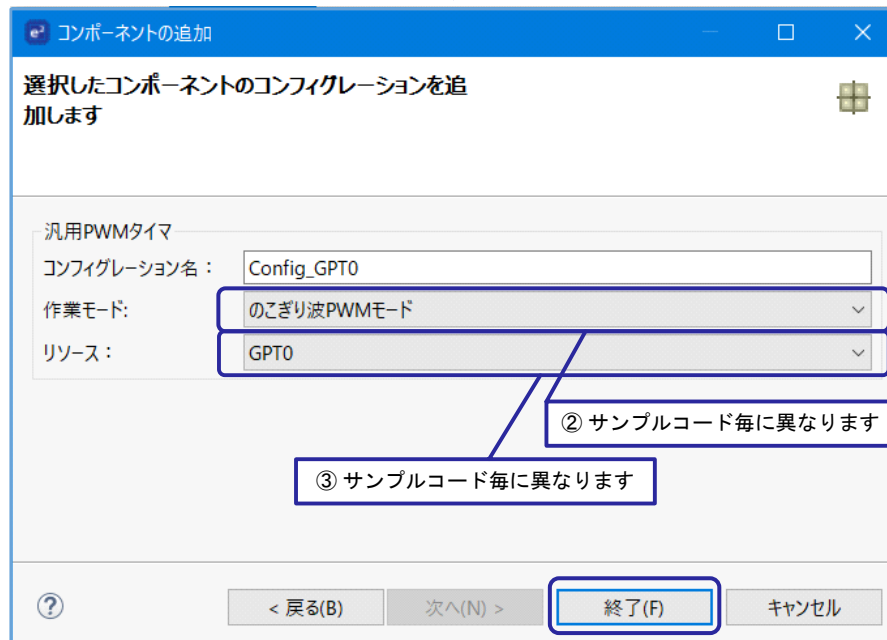 e² コンポーネントの追加
選択したコンポーネントのコンフィグレーションを追
加します
汎用PWMタイマ
コンフィグレーション名： Config_GPT0
作業モード: のこぎり波PWMモード
リソース： GPT0
② サンプルコード毎に異なります
③ サンプルコード毎に異なります
? < 戻る(B) 次へ(N) > 終了(F) キャンセル